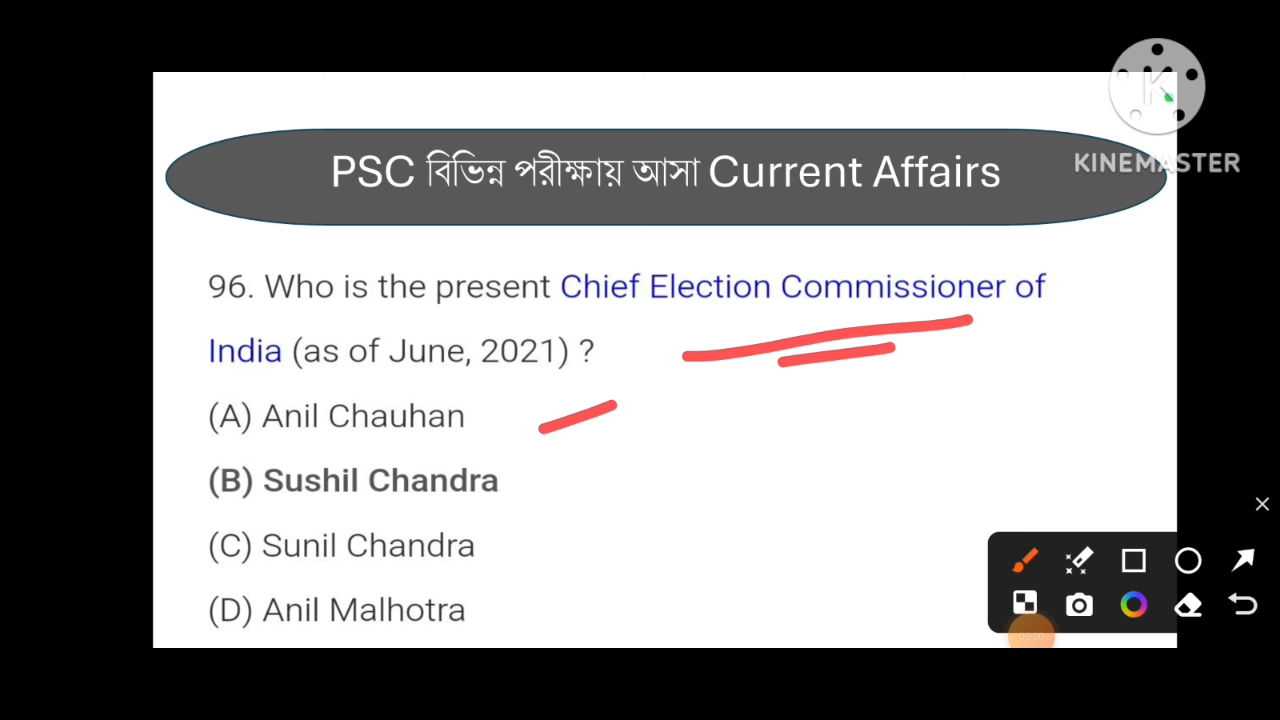 KINEMASTER
PSC বিভিন্ন পরীক্ষায় আসা Current Affairs
96. Who is the present Chief Election Commissioner of
India (as of June, 2021) ?
(A) Anil Chauhan
(B) Sushil Chandra
(C) Sunil Chandra
(D) Anil Malhotra